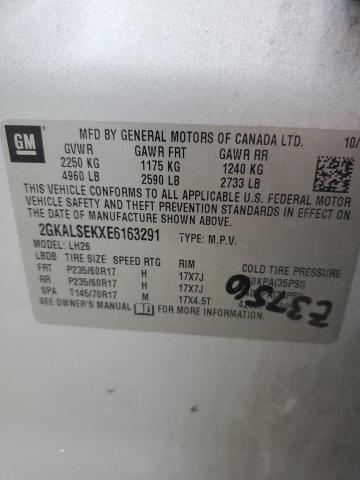 GM
MFD BY GENERAL MOTORS OF CANADA LTD. 10/
GVWR GAWR FRT GAWR RR
2250 KG 1175 KG 1240 KG
4960 LB 2590 LB 2733 LB
THIS VEHICLE CONFORMS TO ALL APPLICABLE U.S. FEDERAL MOTOR
VEHICLE SAFETY AND THEFT PREVENTION STANDARDS IN EFFECT ON
THE DATE OF MANUFACTURE SHOWN ABOVE.
2GKALSEKXE6163291 TYPE: M.P.V.
MODEL: LH26
LBDB TIRE SIZE SPEED RTG RIM COLD TIRE PRESSURE
FRT P235/60R17 H 17X7J 0KPA(35PSI)
RR P235/60R17 H 17X7J
SPA T145/70R17 M 17X4.5T
SEE OWNER'S MANUAL FOR MORE INFORMATION.
E3756